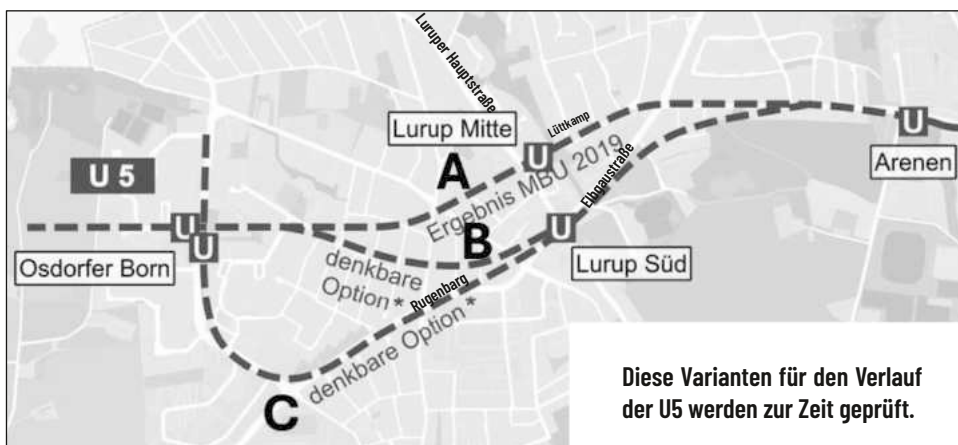 Luruper Hauptstraße
Lurup Mitte
Lüttkamp
U
A
Ergebnis MBU 2019
Elbgaustraße
U
Arenen
U 5
U
U
Osdorfer Born
B
U
Lurup Süd
denkbare
Option *
Rugenbarg
denkbare Option *
C
Diese Varianten für den Verlauf
der U5 werden zur Zeit geprüft.